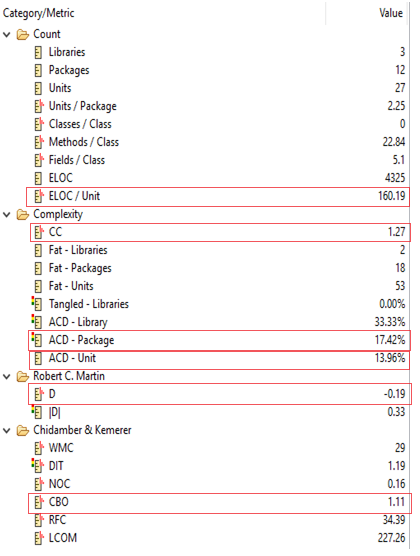 Category/Metric Value
Count
Libraries 3
Packages 12
Units 27
Units / Package 2.25
Classes / Class 0
Methods / Class 22.84
Fields / Class 5.1
ELOC 4325
ELOC / Unit 160.19
Complexity
CC 1.27
Fat - Libraries 2
Fat - Packages 18
Fat - Units 53
Tangled - Libraries 0.00%
ACD - Library 33.33%
ACD - Package 17.42%
ACD - Unit 13.96%
Robert C. Martin
D -0.19
|D| 0.33
Chidamber & Kemerer
WMC 29
DIT 1.19
NOC 0.16
CBO 1.11
RFC 34.39
LCOM 227.26